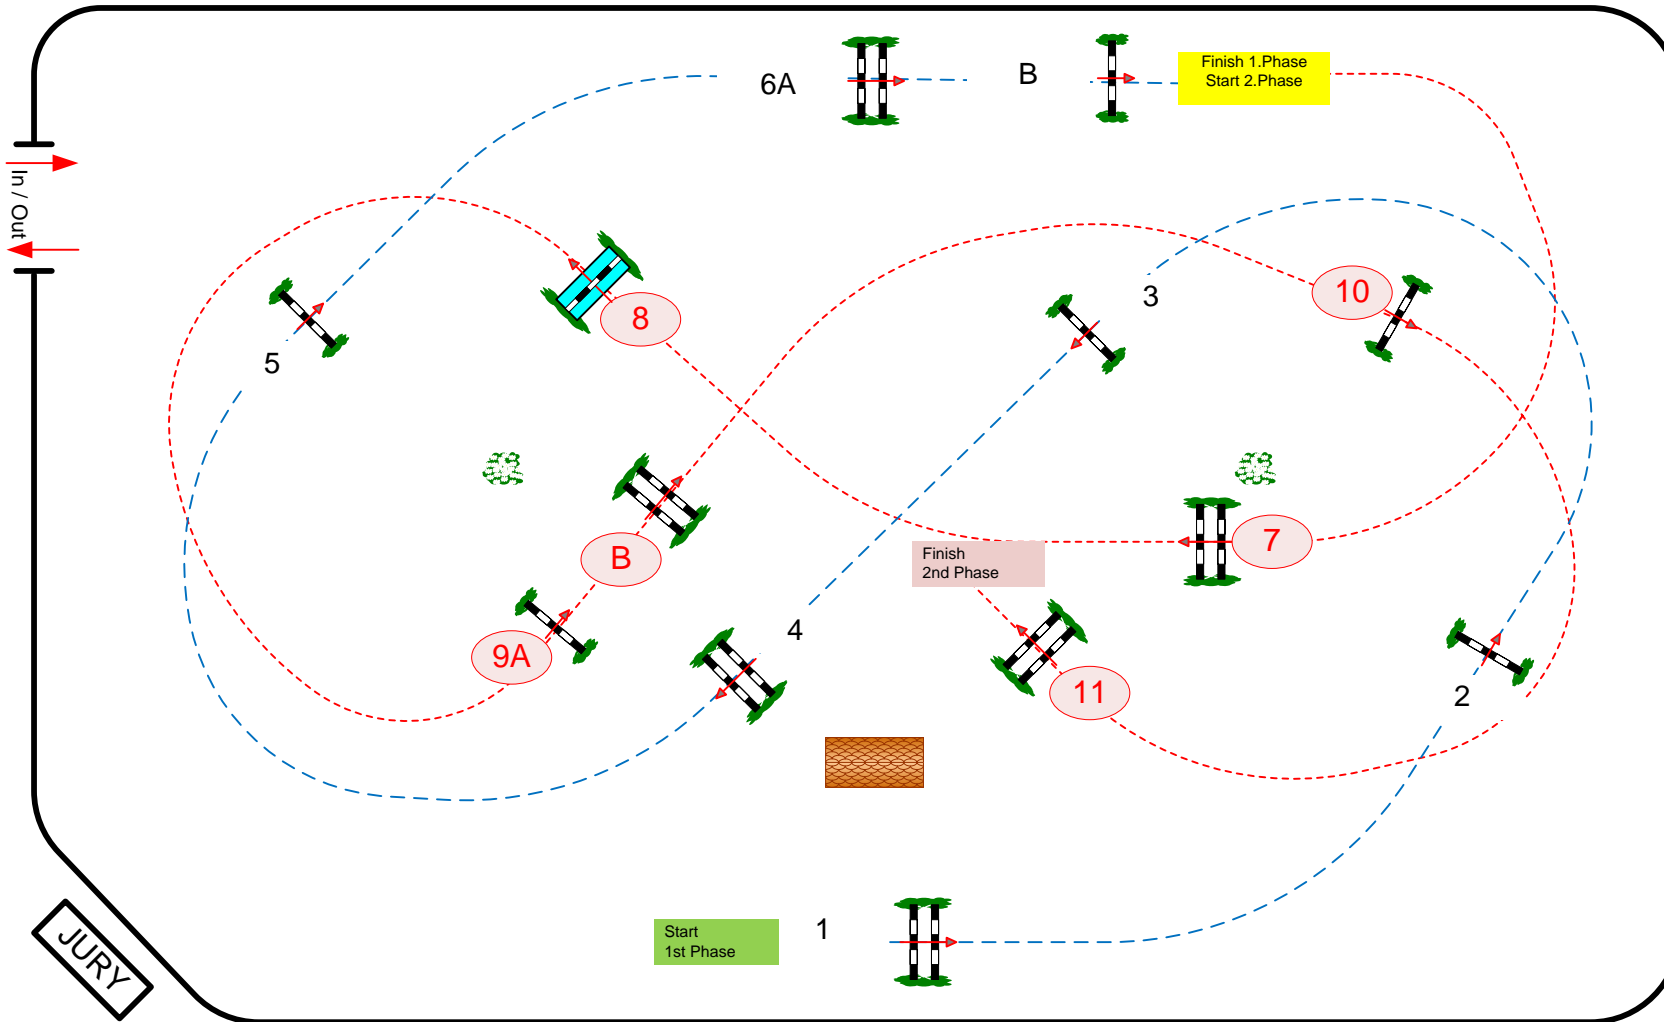 6A
B
Finish 1.Phase
Start 2.Phase
In / Out
3
10
8
5
7
B
Finish
2nd Phase
4
9A
11
2
1
Start
1st Phase
JURY